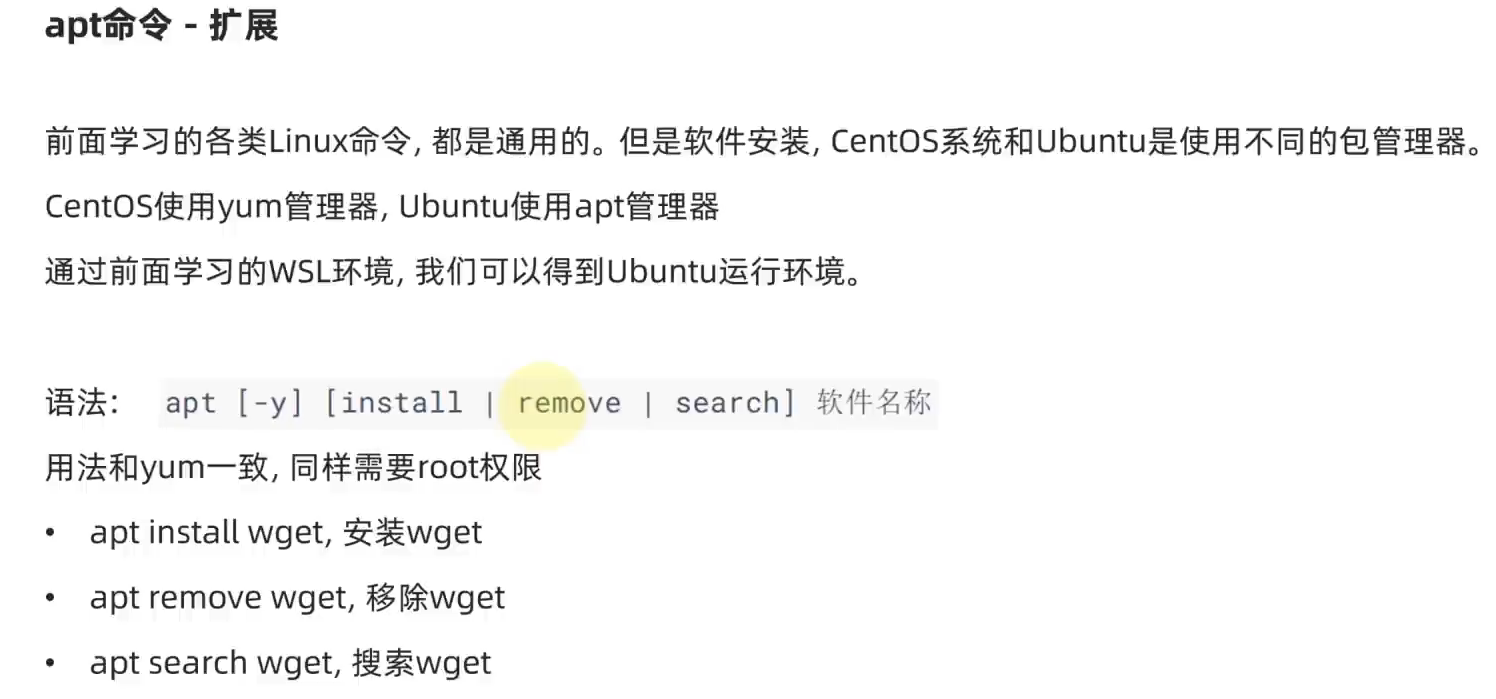 apt命令 - 扩展
前面学习的各类Linux命令, 都是通用的。但是软件安装, CentOS系统和Ubuntu是使用不同的包管理器。
CentOS使用yum管理器, Ubuntu使用apt管理器
通过前面学习的WSL环境, 我们可以得到Ubuntu运行环境。
语法: apt [-y] [install | remove | search] 软件名称
用法和yum一致, 同样需要root权限
• apt install wget, 安装wget
• apt remove wget, 移除wget
• apt search wget, 搜索wget